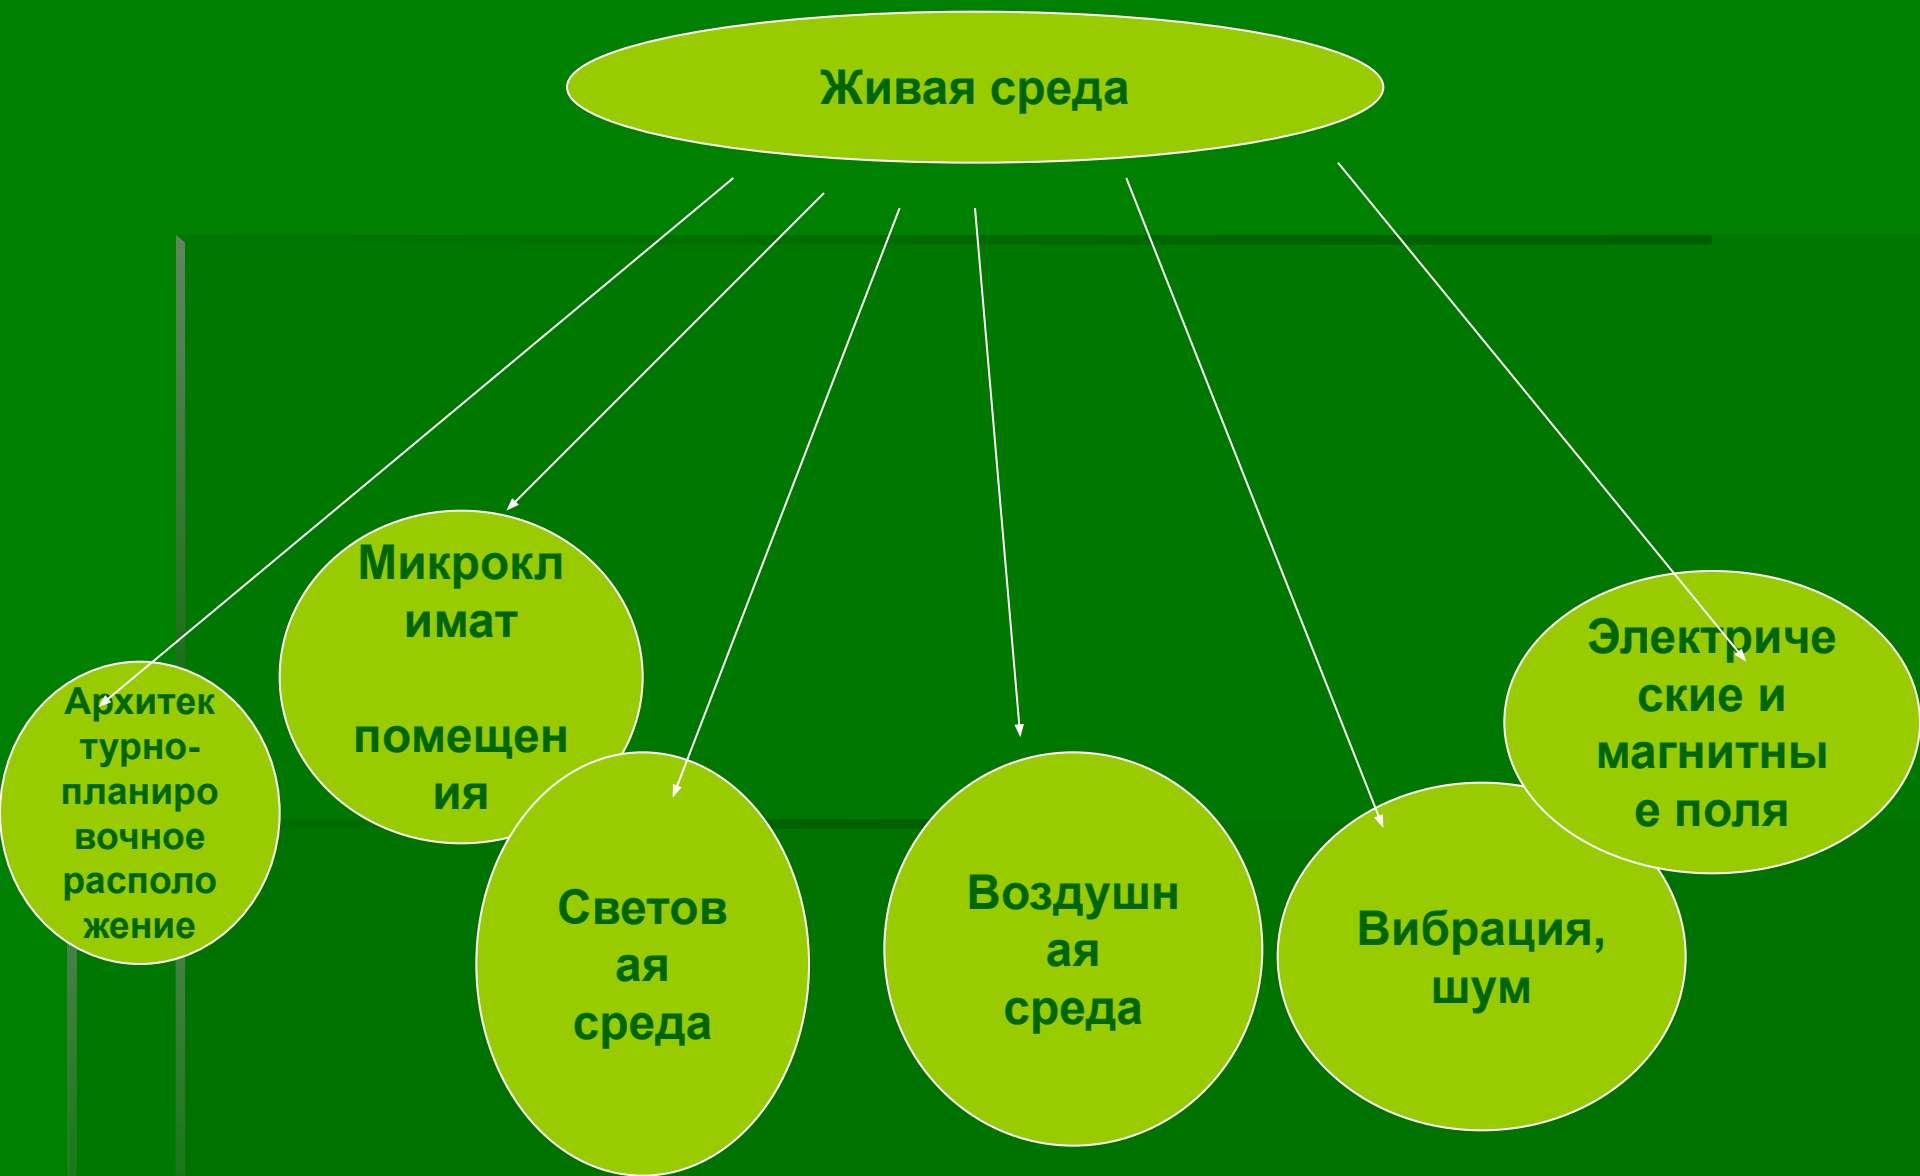 Живая среда
Архитек
турно-
планиро
вочное
располо
жение
Микрокл
имат
помещен
ия
Светов
ая
среда
Воздушн
ая
среда
Вибрация,
шум
Электриче
ские и
магнитны
е поля